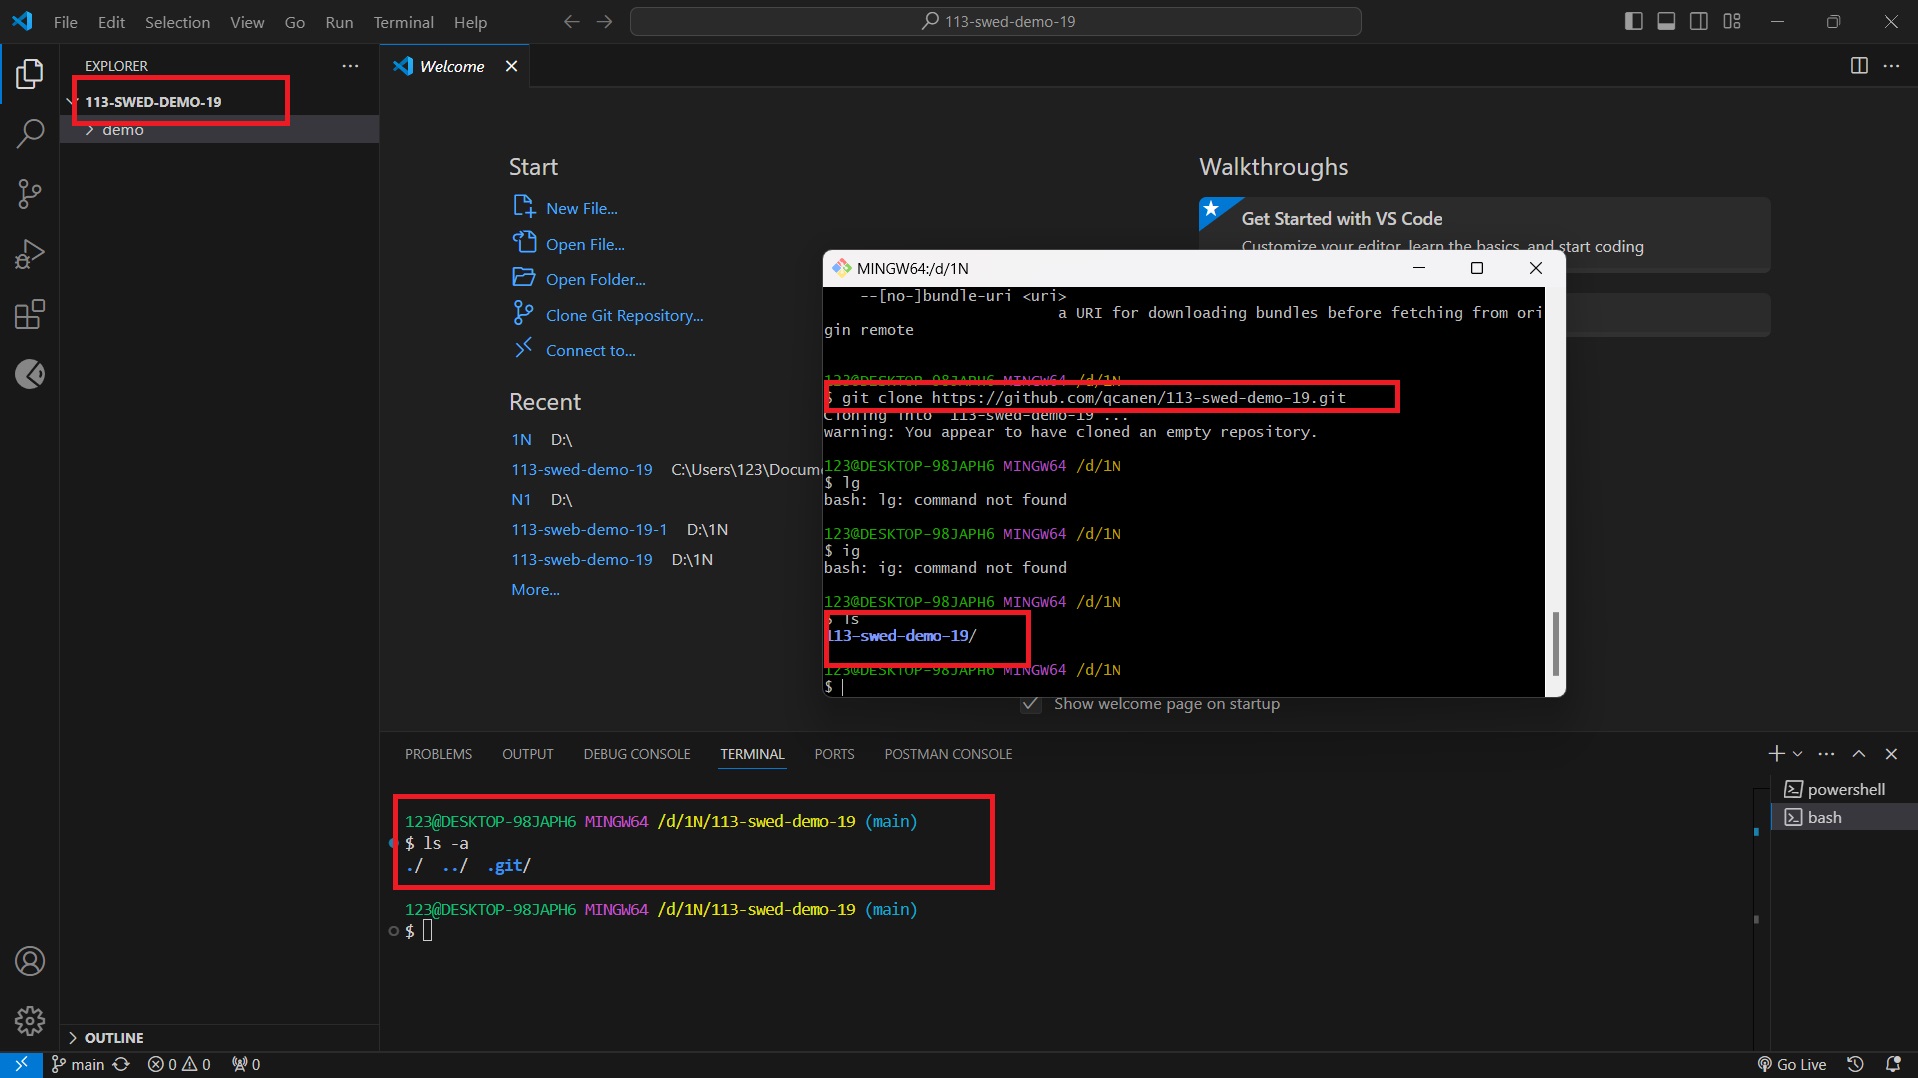 File Edit Selection View Go Run Terminal Help
113-swed-demo-19
EXPLORER
113-SWED-DEMO-19
demo
OUTLINE
Welcome
Start
New File...
Open File...
Open Folder...
Clone Git Repository...
Connect to...
Recent
1N D:\
113-swed-demo-19 C:\Users\123\Docum
N1 D:\
113-sweb-demo-19-1 D:\1N
113-sweb-demo-19 D:\1N
More...
Walkthroughs
Get Started with VS Code
Customize your editor, learn the basics, and start coding
Show welcome page on startup
MINGW64:/d/1N
--[no-]bundle-uri <uri>
a URI for downloading bundles before fetching from ori
gin remote
123@DESKTOP-98JAPH6 MINGW64 /d/1N
$ git clone https://github.com/qcanen/113-swed-demo-19.git
Cloning into '113-swed-demo-19'...
warning: You appear to have cloned an empty repository.
123@DESKTOP-98JAPH6 MINGW64 /d/1N
$ lg
bash: lg: command not found
123@DESKTOP-98JAPH6 MINGW64 /d/1N
$ ig
bash: ig: command not found
123@DESKTOP-98JAPH6 MINGW64 /d/1N
$ ls
113-swed-demo-19/
123@DESKTOP-98JAPH6 MINGW64 /d/1N
$
PROBLEMS OUTPUT DEBUG CONSOLE TERMINAL PORTS POSTMAN CONSOLE
123@DESKTOP-98JAPH6 MINGW64 /d/1N/113-swed-demo-19 (main)
$ ls -a
./ ../ .git/
123@DESKTOP-98JAPH6 MINGW64 /d/1N/113-swed-demo-19 (main)
$
powershell
bash
main 0 0 0
Go Live